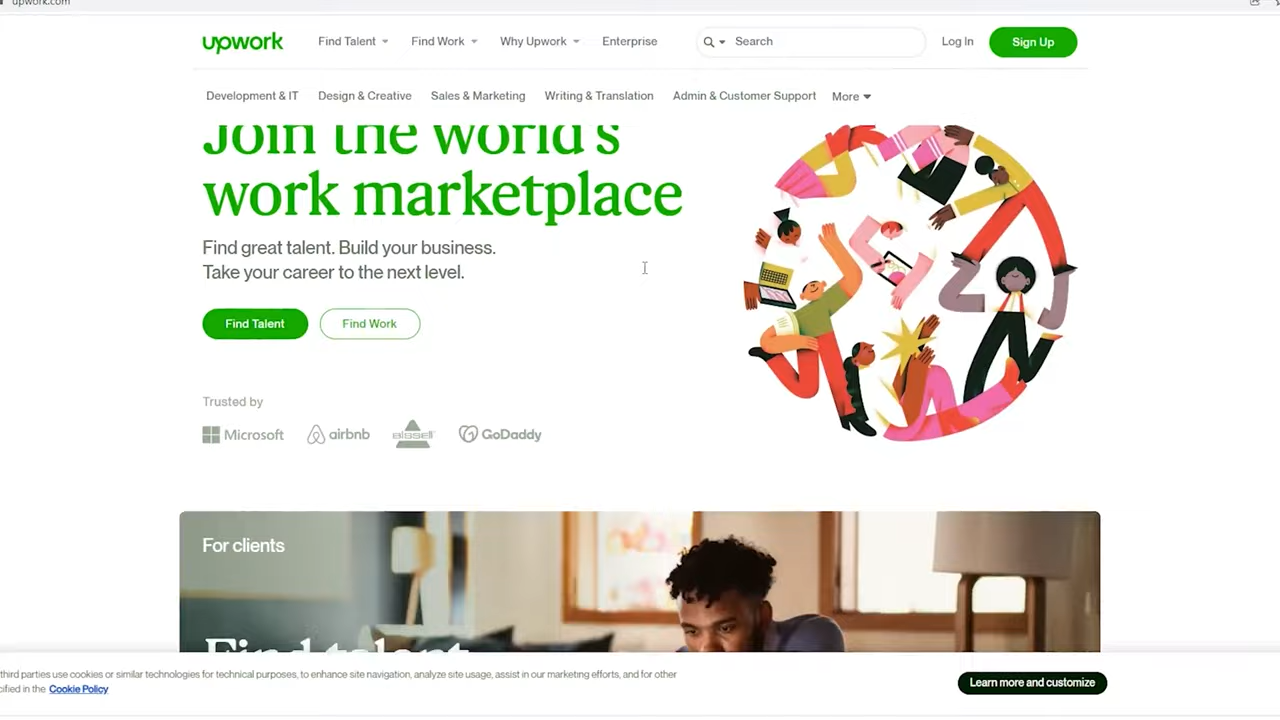 upwork.com
upwork Find Talent Find Work Why Upwork Enterprise Search Log In Sign Up
Development & IT Design & Creative Sales & Marketing Writing & Translation Admin & Customer Support More
Join the world's
work marketplace
Find great talent. Build your business.
Take your career to the next level.
Find Talent Find Work
Trusted by
Microsoft airbnb BISSELL GoDaddy
For clients
Find talent
third parties use cookies or similar technologies for technical purposes, to enhance site navigation, analyze site usage, assist in our marketing efforts, and for other
cified in the Cookie Policy
Learn more and customize